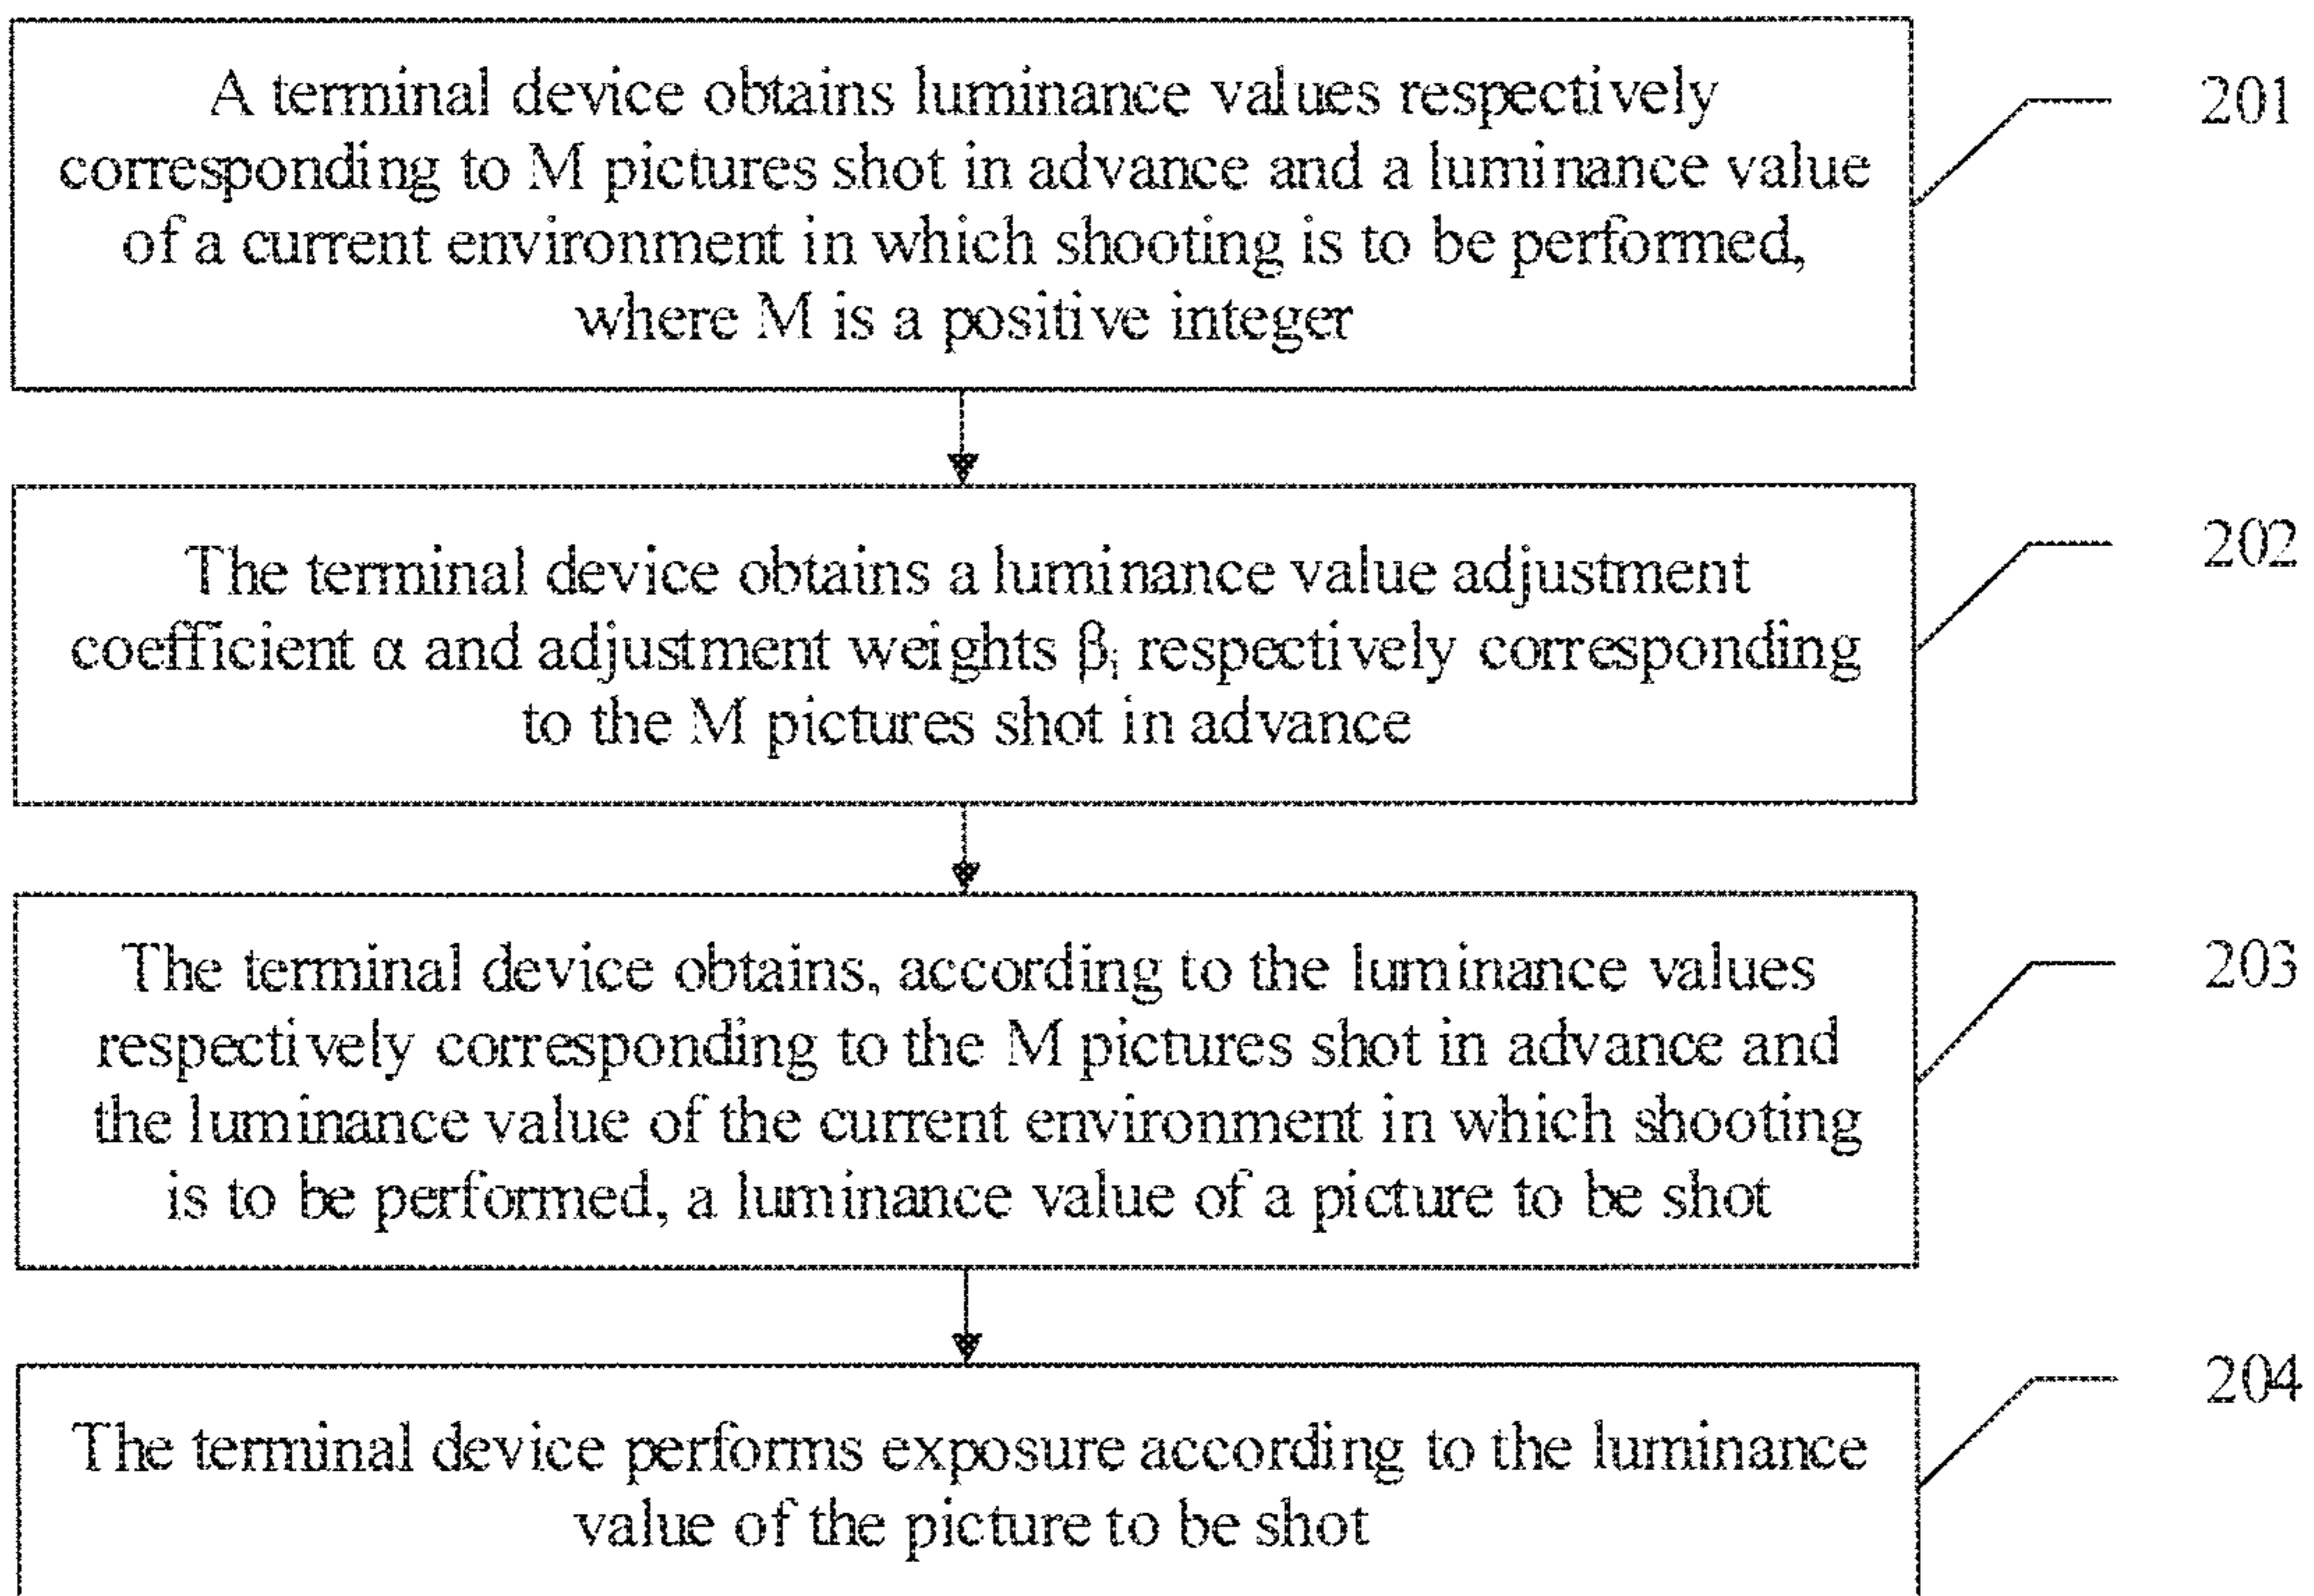 A terminal device obtains luminance values respectively
corresponding to M pictures shot in advance and a luminance value
of a current environment in which shooting is to be performed,
where M is a positive integer
201
The terminal device obtains a luminance value adjustment
coefficient α and adjustment weights βᵢ respectively corresponding
to the M pictures shot in advance
202
The terminal device obtains, according to the luminance values
respectively corresponding to the M pictures shot in advance and
the luminance value of the current environment in which shooting
is to be performed, a luminance value of a picture to be shot
203
The terminal device performs exposure according to the luminance
value of the picture to be shot
204